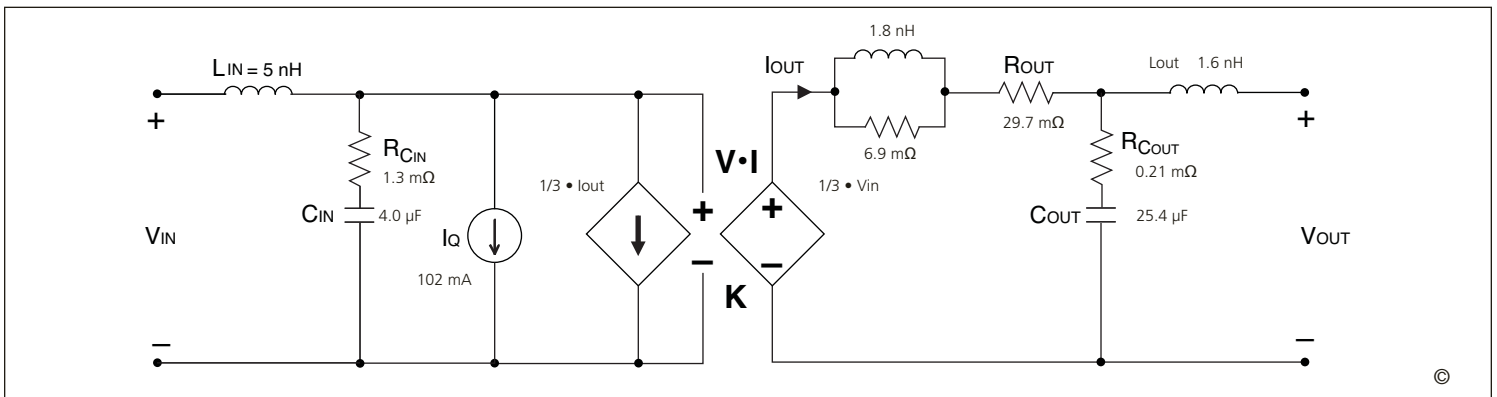 LIN = 5 nH
+
VIN
−
RCIN
1.3 mΩ
CIN
4.0 µF
IQ
102 mA
1/3 • Iout
+
−
V•I
K
1/3 • Vin
+
−
IOUT
1.8 nH
6.9 mΩ
ROUT
29.7 mΩ
RCOUT
0.21 mΩ
COUT
25.4 µF
Lout 1.6 nH
+
VOUT
−
©